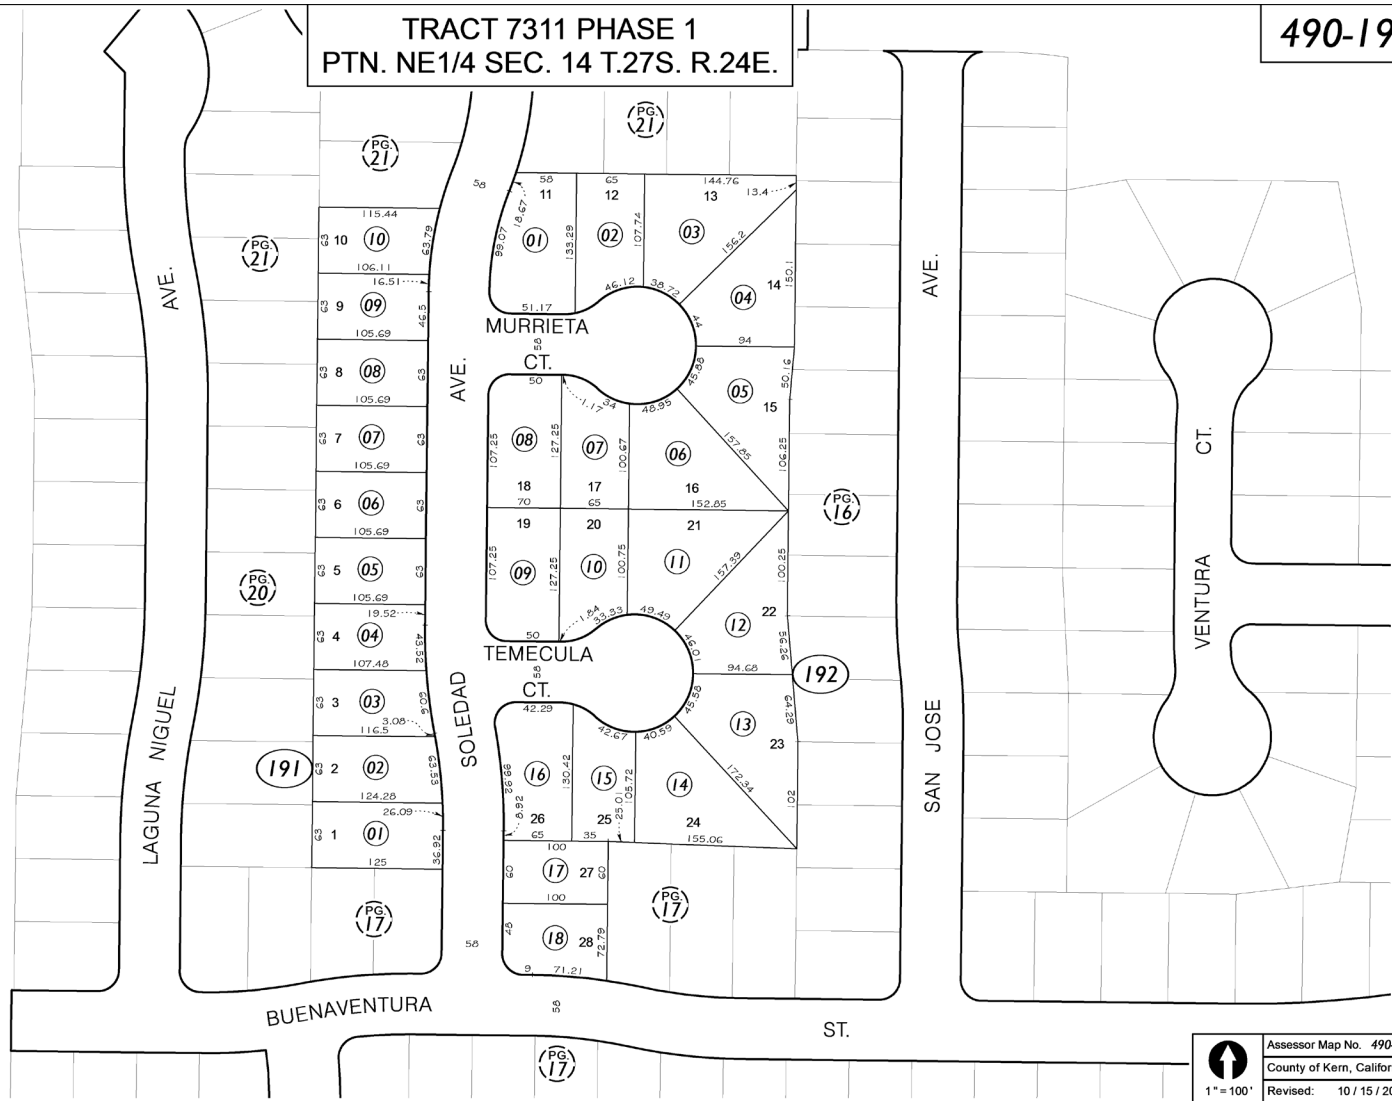 TRACT 7311 PHASE 1
PTN. NE1/4 SEC. 14 T.27S. R.24E.
490-19
PG. 21
PG. 21
PG. 21
PG. 20
PG. 16
PG. 17
PG. 17
PG. 17
LAGUNA NIGUEL AVE.
SOLEDAD AVE.
SAN JOSE AVE.
VENTURA CT.
MURRIETA CT.
TEMECULA CT.
BUENAVENTURA ST.
191
192
58
58
58
58
58
115.44
63 10 10 63.79
106.11
16.51
63 09 9 49.5
105.69
63 08 8 63
105.69
63 07 7 63
105.69
63 06 6 63
105.69
63 05 5 63
105.69
19.52
63 04 4 43.52
107.48
63 03 3 60.6
3.08
116.5
63 02 2 63.53
124.28
26.09
63 01 1 36.92
125
58 65 144.76
11 12 13 13.4
18.67
99.07 01 133.29 02 107.74 03 156.2
51.17 46.12 38.72
14 04 150.1
44
94
45.88 05 15 50.16
106.25
157.85
50 1.17 34 48.95
107.25 08 127.25 07 100.67 06
18 17 16
70 65 152.85
19 20 21
107.25 09 127.25 10 100.75 11 157.39
50 1.84 33.33 49.49
100.25
22 12 56.26
46.01
94.68
45.58 13 23 64.29
102
172.34
42.29 42.67 40.59
99.92 16 130.42 15 105.72 14
8.92 25.01
26 25 24
65 35 155.06
100
60 17 27 60
100
48 18 28 72.79
9 71.21
1"=100'
Assessor Map No. 490-
County of Kern, Califor
Revised: 10 / 15 / 20